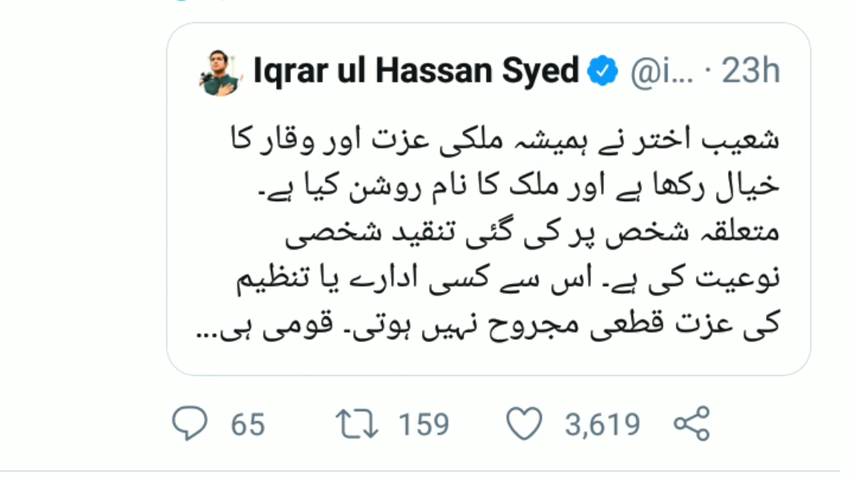 Iqrar ul Hassan Syed @i... · 23h
شعیب اختر نے ہمیشہ ملکی عزت اور وقار کا
خیال رکھا ہے اور ملک کا نام روشن کیا ہے۔
متعلقہ شخص پر کی گئی تنقید شخصی
نوعیت کی ہے۔ اس سے کسی ادارے یا تنظیم
کی عزت قطعی مجروح نہیں ہوتی۔ قومی ہی...
65 159 3,619